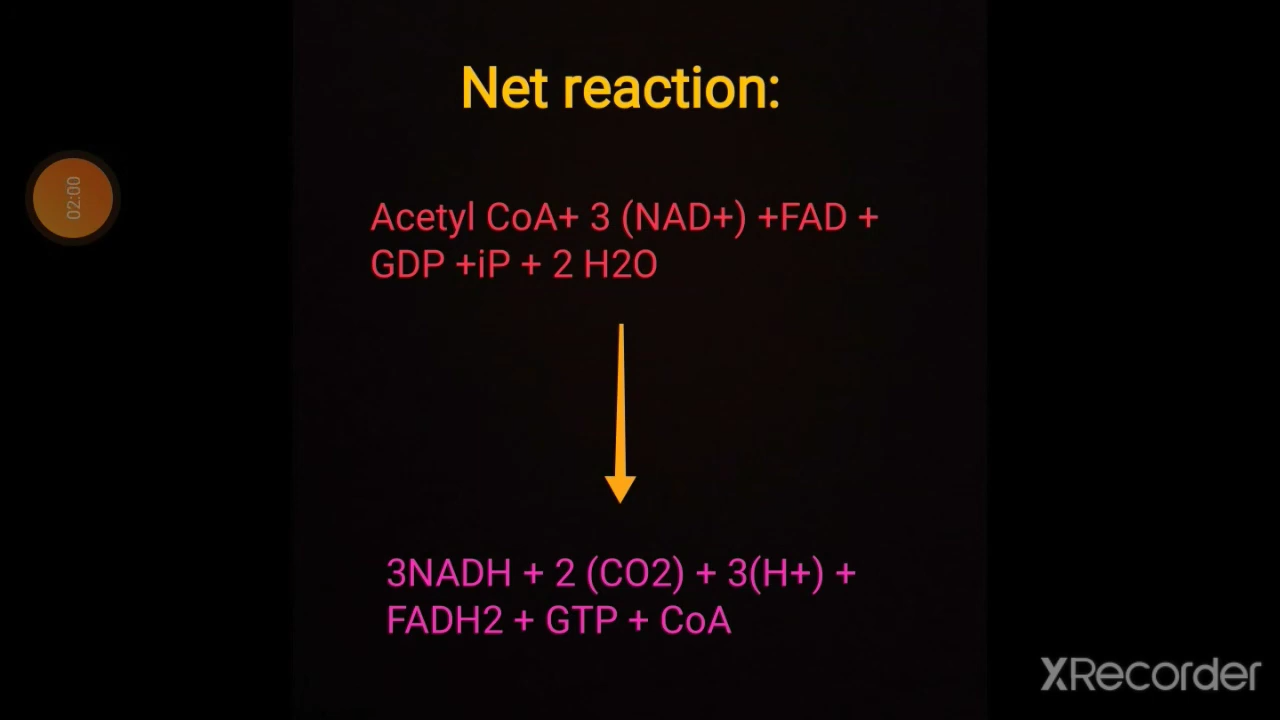 Net reaction:
02:00
Acetyl CoA+ 3 (NAD+) +FAD +
GDP +iP + 2 H2O
3NADH + 2 (CO2) + 3(H+) +
FADH2 + GTP + CoA
XRecorder